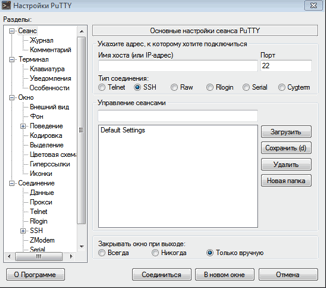 Настройки PuTTY
Разделы:
Сеанс
Журнал
Комментарий
Терминал
Клавиатура
Уведомления
Особенности
Окно
Внешний вид
Фон
Поведение
Кодировка
Выделение
Цветовая схема
Гиперссылки
Иконки
Соединение
Данные
Прокси
Telnet
Rlogin
SSH
ZModem
Serial
Основные настройки сеанса PuTTY
Укажите адрес, к которому хотите подключиться
Имя хоста (или IP-адрес) Порт
22
Тип соединения:
Telnet SSH Raw Rlogin Serial Cygterm
Управление сеансами
Default Settings
Загрузить
Сохранить (d)
Удалить
Новая папка
Закрывать окно при выходе:
Всегда Никогда Только вручную
О Программе Соединиться В новом окне Отмена